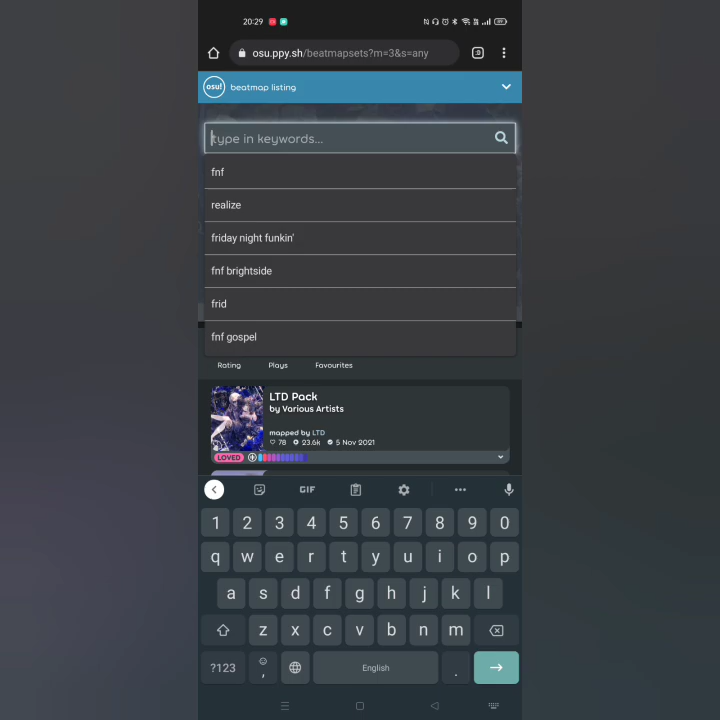 20:29
osu.ppy.sh/beatmapsets?m=3&s=any
osu! beatmap listing
type in keywords...
fnf
realize
friday night funkin'
fnf brightside
frid
fnf gospel
Rating Plays Favourites
LTD Pack
by Various Artists
mapped by LTD
78 23.6k 5 Nov 2021
LOVED
GIF
1 2 3 4 5 6 7 8 9 0
q w e r t y u i o p
a s d f g h j k l
z x c v b n m
?123 , English .